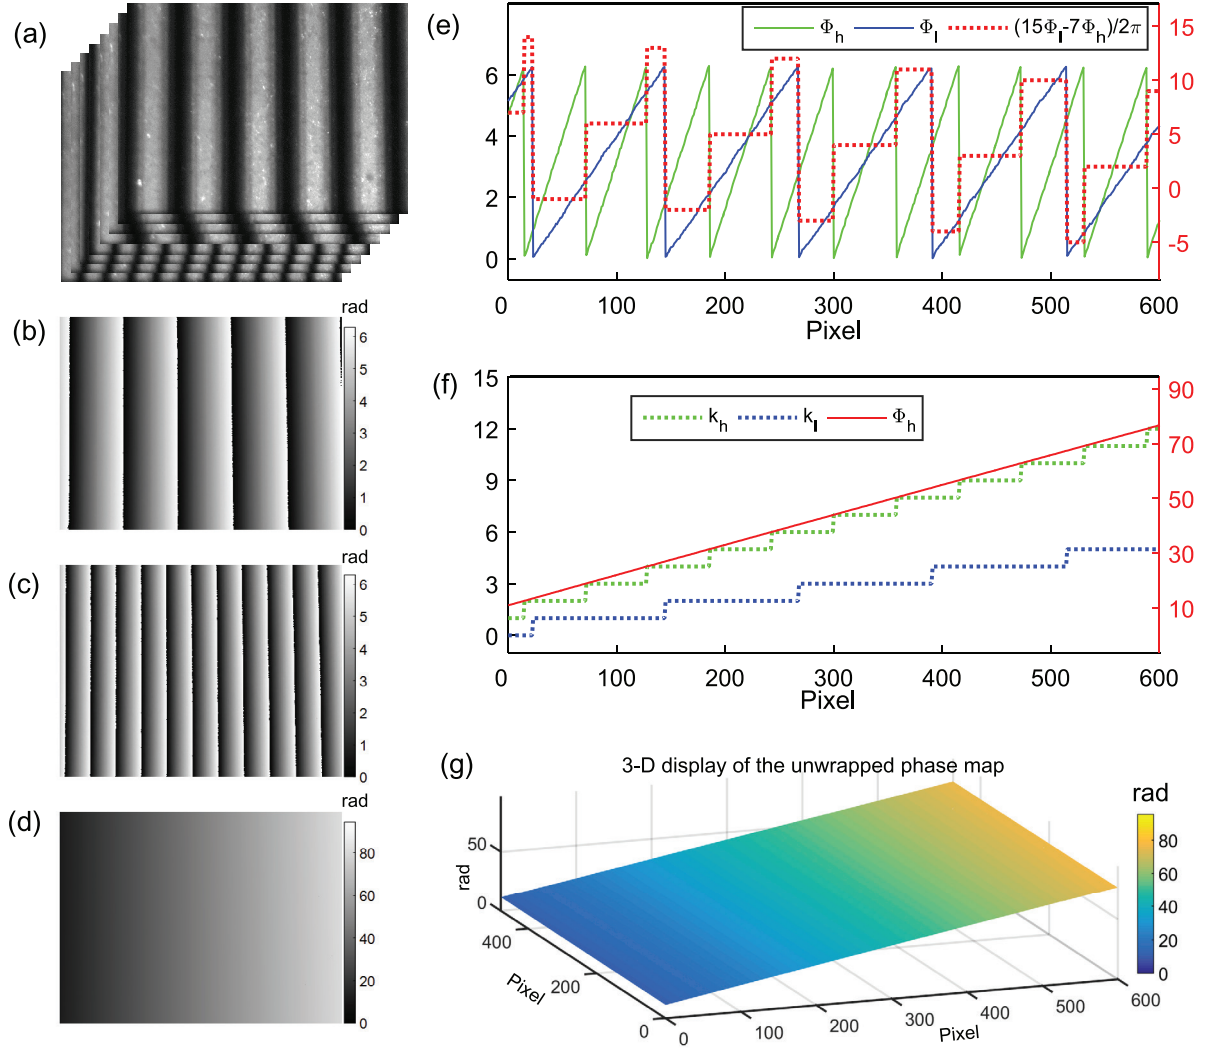 (a)
(b)
rad
6
5
4
3
2
1
0
(c)
rad
6
5
4
3
2
1
0
(d)
rad
80
60
40
20
0
(e)
Φh Φl (15Φl-7Φh)/2π
6
4
2
0
15
10
5
0
-5
0 100 200 300 400 500 600
Pixel
(f)
kh kl Φh
15
12
9
6
3
0
90
70
50
30
10
0 100 200 300 400 500 600
Pixel
(g)
3-D display of the unwrapped phase map
rad
50
0
400
200
0
Pixel
0 100 200 300 400 500 600
Pixel
rad
80
60
40
20
0